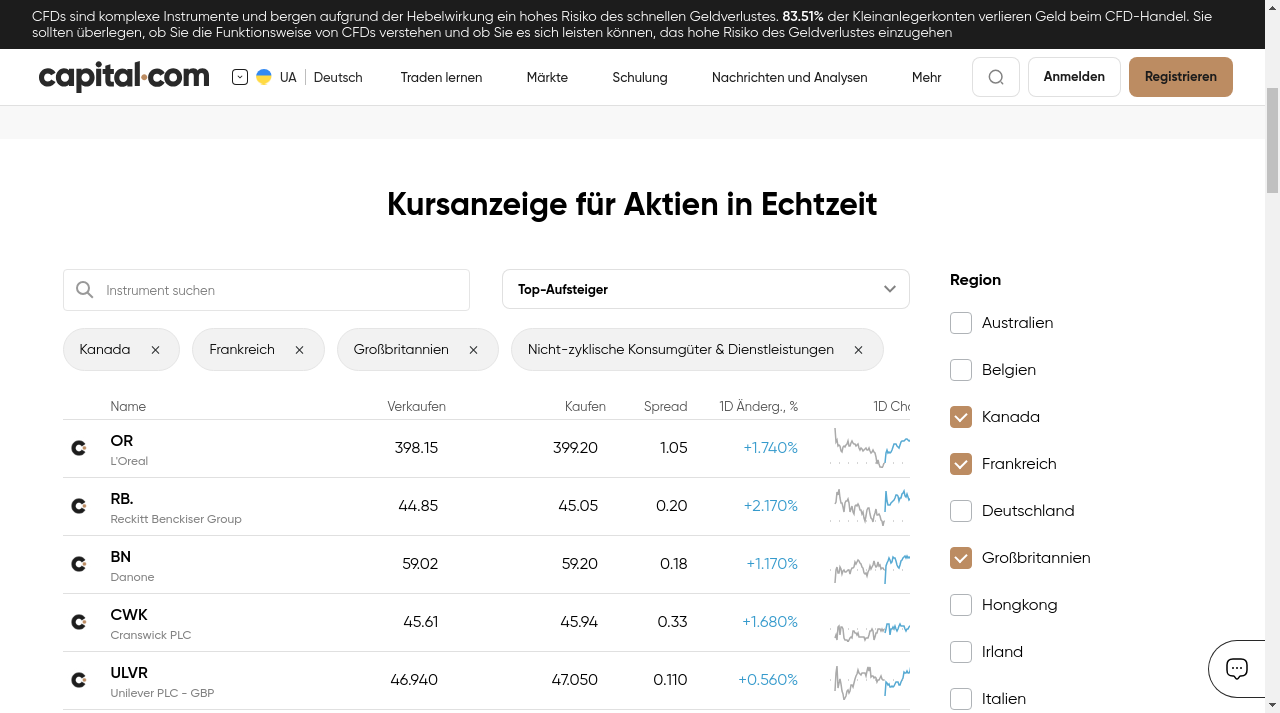 CFDs sind komplexe Instrumente und bergen aufgrund der Hebelwirkung ein hohes Risiko des schnellen Geldverlustes. 83.51% der Kleinanlegerkonten verlieren Geld beim CFD-Handel. Sie
sollten überlegen, ob Sie die Funktionsweise von CFDs verstehen und ob Sie es sich leisten können, das hohe Risiko des Geldverlustes einzugehen
capital.com UA Deutsch Traden lernen Märkte Schulung Nachrichten und Analysen Mehr Anmelden Registrieren
Kursanzeige für Aktien in Echtzeit
Instrument suchen Top-Aufsteiger
Kanada × Frankreich × Großbritannien × Nicht-zyklische Konsumgüter & Dienstleistungen ×
Name Verkaufen Kaufen Spread 1D Änderg., %
OR 398.15 399.20 1.05 +1.740%
L'Oreal
RB. 44.85 45.05 0.20 +2.170%
Reckitt Benckiser Group
BN 59.02 59.20 0.18 +1.170%
Danone
CWK 45.61 45.94 0.33 +1.680%
Cranswick PLC
ULVR 46.940 47.050 0.110 +0.560%
Unilever PLC - GBP
Region
Australien
Belgien
Kanada
Frankreich
Deutschland
Großbritannien
Hongkong
Irland
Italien